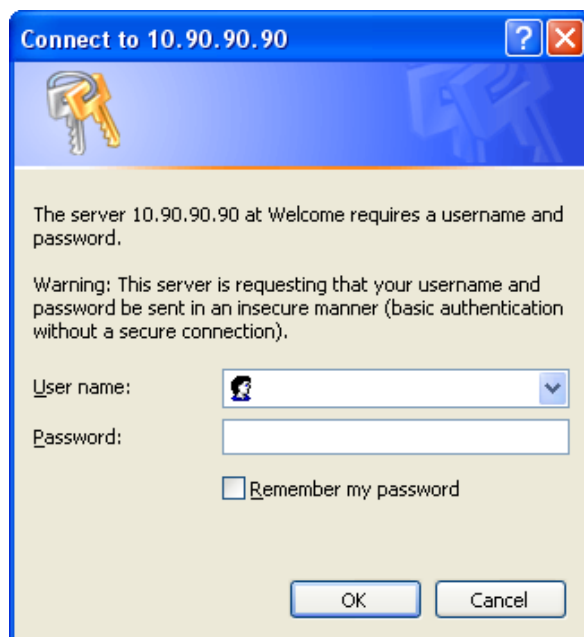 Connect to 10.90.90.90
The server 10.90.90.90 at Welcome requires a username and
password.
Warning: This server is requesting that your username and
password be sent in an insecure manner (basic authentication
without a secure connection).
User name:
Password:
Remember my password
OK
Cancel